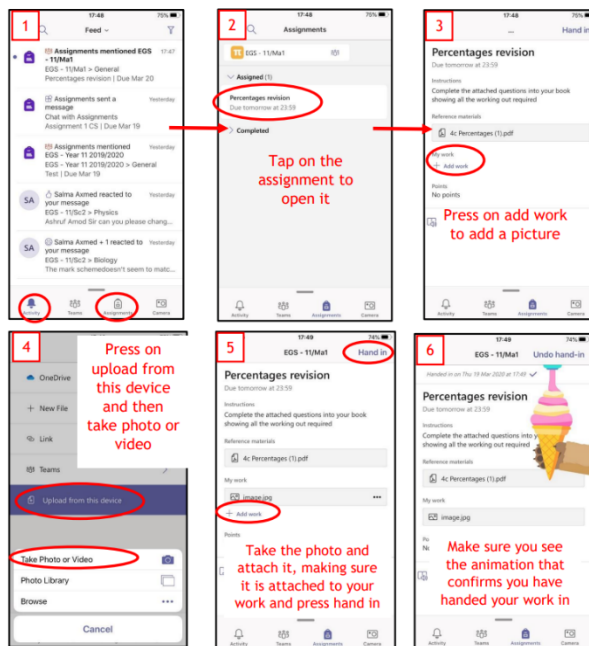 1
17:48
75%
Feed
Assignments mentioned EGS
17:47
- 11/Ma1
EGS - 11/Ma1 > General
Percentages revision | Due Mar 20
Assignments sent a
Yesterday
message
Chat with Assignments
Assignment 1 CS | Due Mar 19
Assignments mentioned
Yesterday
EGS - Year 11 2019/2020
EGS - Year 11 2019/2020 > General
Test | Due Mar 19
SA
Salma Axmed reacted to
Yesterday
your message
EGS - 11/Sc2 > Physics
Ashruf Amod Sir can you please chang...
SA
Salma Axmed + 1 reacted to
Yesterday
your message
EGS - 11/Sc2 > Biology
The mark schemedoesn't seem to matc...
Activity
Teams
Assignments
Camera
2
17:48
75%
Assignments
11
EGS - 11/Ma1
Assigned (1)
Percentages revision
Due tomorrow at 23:59
Completed
Tap on the
assignment to
open it
Activity
Teams
Assignments
Camera
3
17:48
75%
...
Hand in
Percentages revision
Due tomorrow at 23:59
Instructions
Complete the attached questions into your book
showing all the working out required
Reference materials
4c Percentages (1).pdf
My work
+ Add work
Points
No points
Press on add work
to add a picture
Activity
Teams
Assignments
Camera
4
Press on
upload from
this device
and then
take photo or
video
OneDrive
+ New File
Link
Teams
Upload from this device
Take Photo or Video
Photo Library
Browse
Cancel
5
17:49
74%
EGS - 11/Ma1
Hand in
Percentages revision
Due tomorrow at 23:59
Instructions
Complete the attached questions into your book
showing all the working out required
Reference materials
4c Percentages (1).pdf
My work
image.jpg
...
+ Add work
Points
Take the photo and
attach it, making sure
it is attached to your
work and press hand in
Activity
Teams
Assignments
Camera
6
17:49
74%
EGS - 11/Ma1
Undo hand-in
Handed in on Thu 19 Mar 2020 at 17:49
Percentages revision
Due tomorrow at 23:59
Instructions
Complete the attached questions into y
showing all the working out required
Reference materials
4c Percentages (1).pdf
My work
image.jpg
No
Make sure you see
the animation that
confirms you have
handed your work in
Activity
Teams
Assignments
Camera